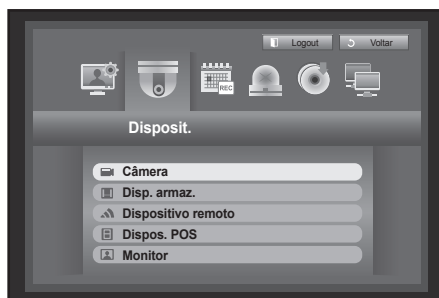 Logout
Voltar
REC
Disposit.
Câmera
Disp. armaz.
Dispositivo remoto
Dispos. POS
Monitor